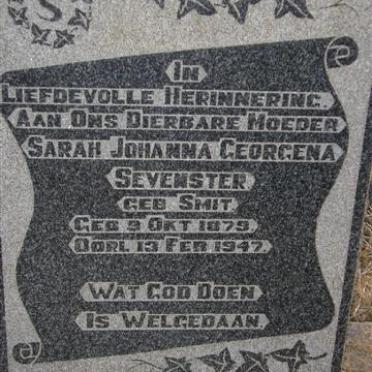 S
In
Liefdevolle Herinnering.
Aan Ons Dierbare Moeder
Sarah Johanna Georgena
Sevenster
geb Smit.
Geb 9 Okt 1879.
Oorl 13 Feb 1947.
Wat God Doen
Is Welgedaan.